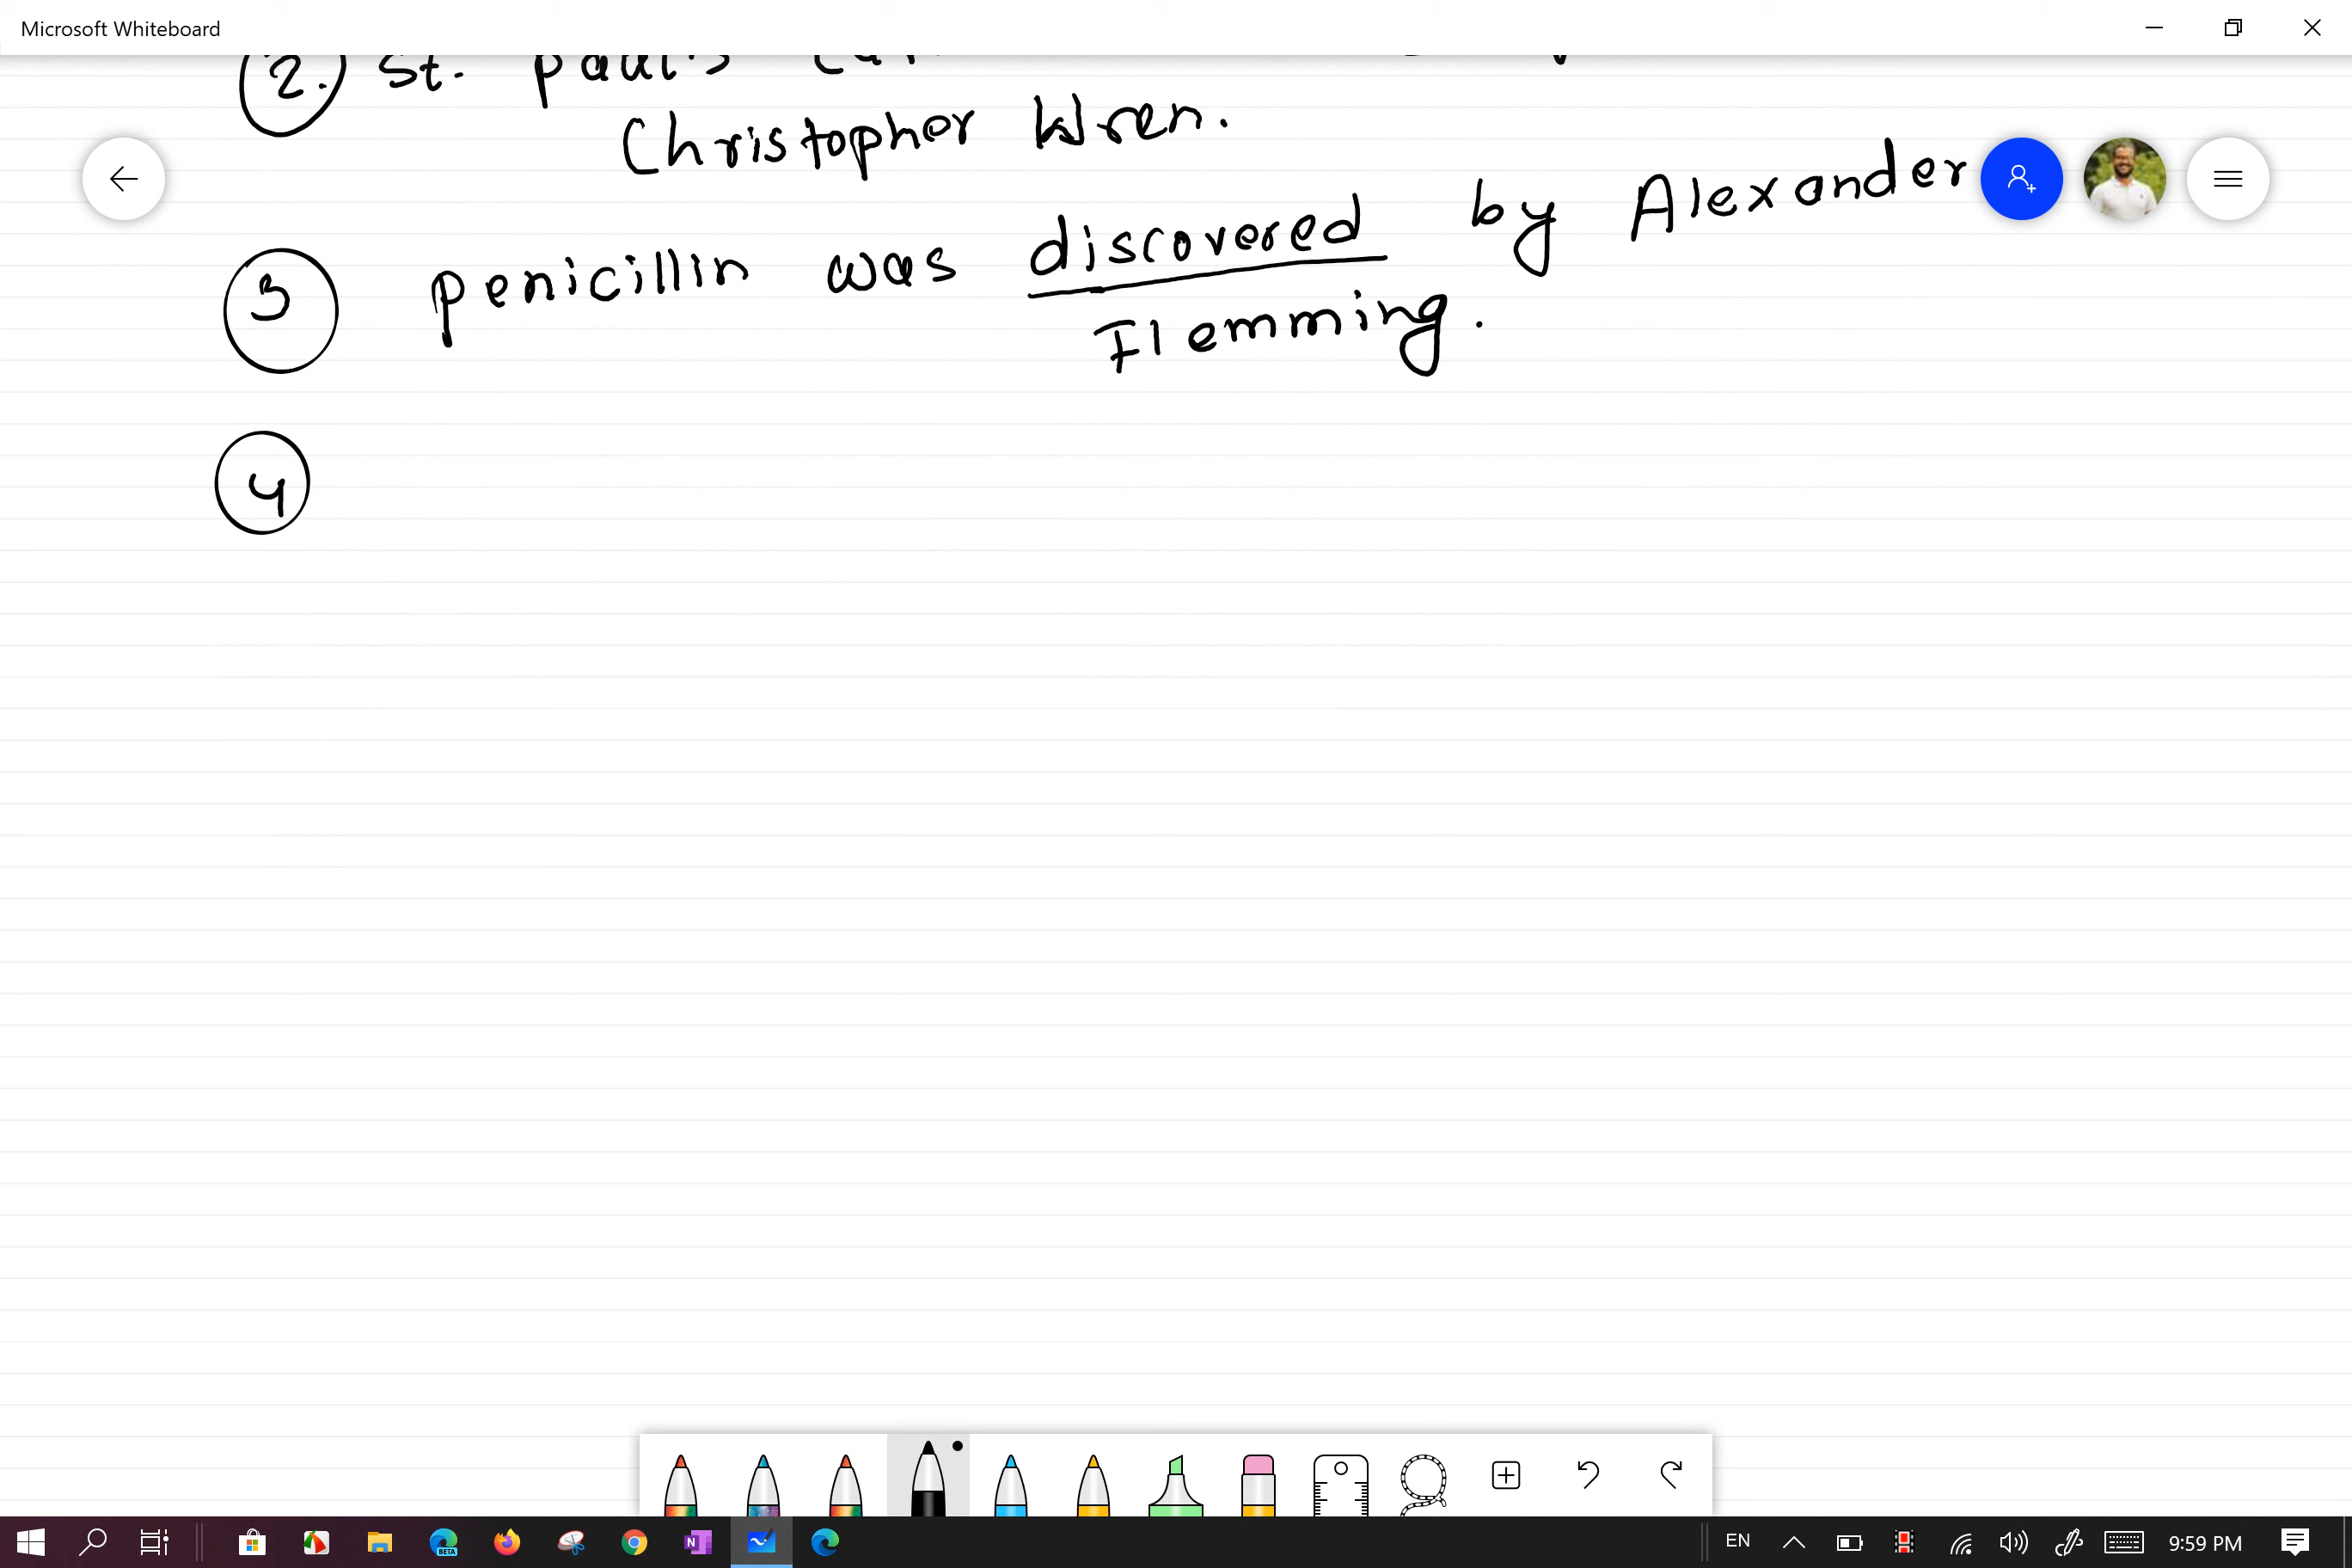 Microsoft Whiteboard
2. St. paul's
Christopher Wren.
3 penicillin was discovered by Alexander
Flemming.
4
BETA
N
EN
9:59 PM